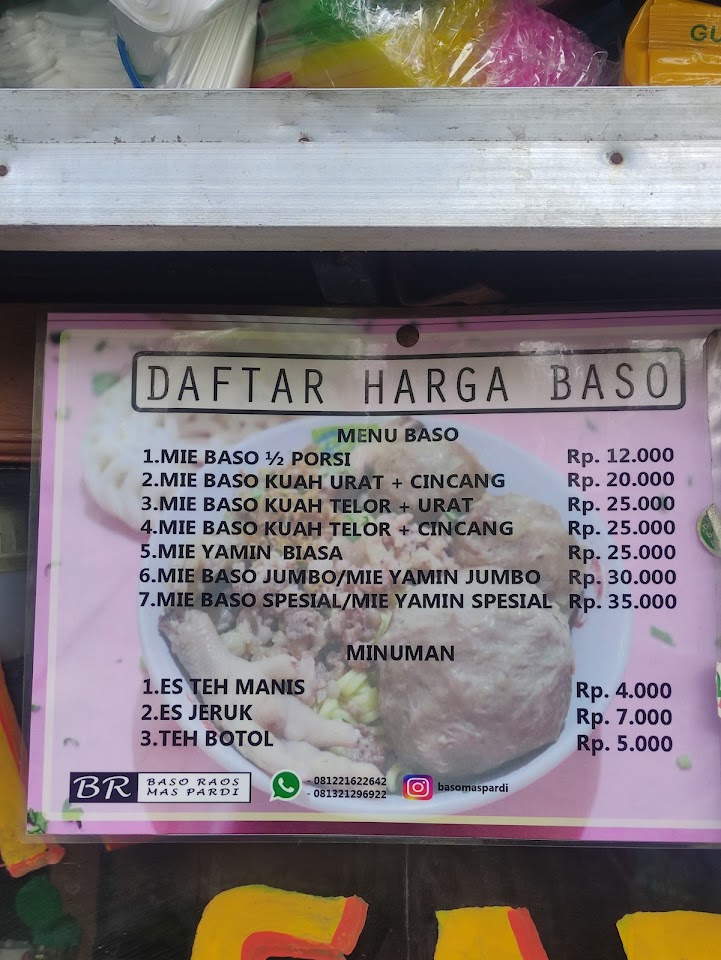 GU
DAFTAR HARGA BASO
MENU BASO
1.MIE BASO ½ PORSI Rp. 12.000
2.MIE BASO KUAH URAT + CINCANG Rp. 20.000
3.MIE BASO KUAH TELOR + URAT Rp. 25.000
4.MIE BASO KUAH TELOR + CINCANG Rp. 25.000
5.MIE YAMIN BIASA Rp. 25.000
6.MIE BASO JUMBO/MIE YAMIN JUMBO Rp. 30.000
7.MIE BASO SPESIAL/MIE YAMIN SPESIAL Rp. 35.000
MINUMAN
1.ES TEH MANIS Rp. 4.000
2.ES JERUK Rp. 7.000
3.TEH BOTOL Rp. 5.000
BR BASO RAOS
MAS PARDI
- 081221622642
- 081321296922
basomaspardi